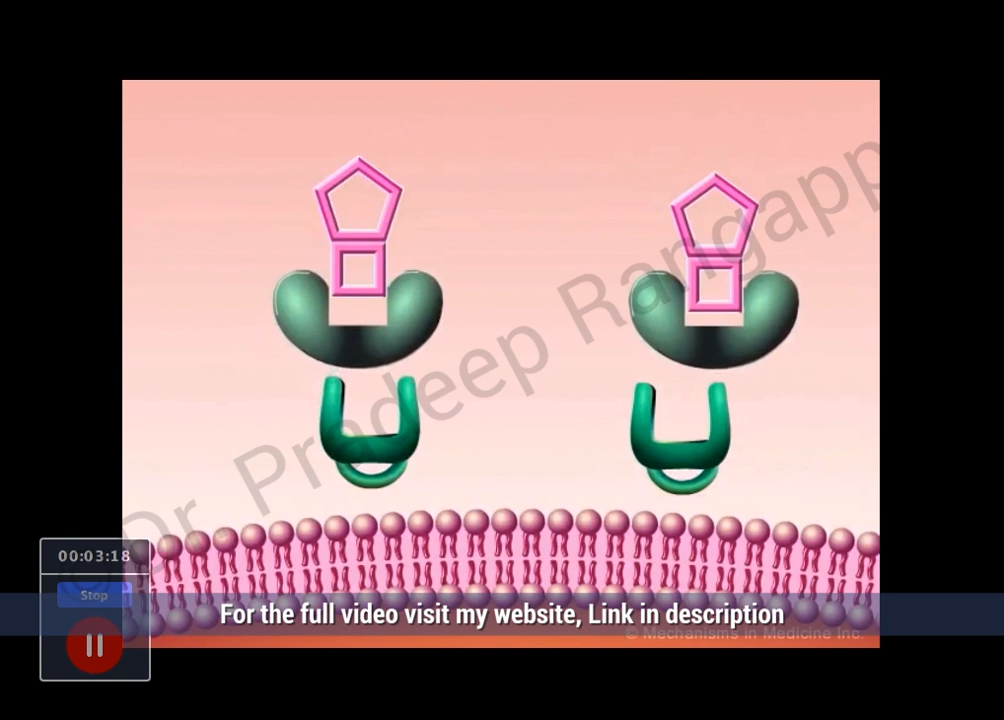 Dr. Pradeep Rangapp
00:03:18
Stop
For the full video visit my website, Link in description
© Mechanisms in Medicine Inc.